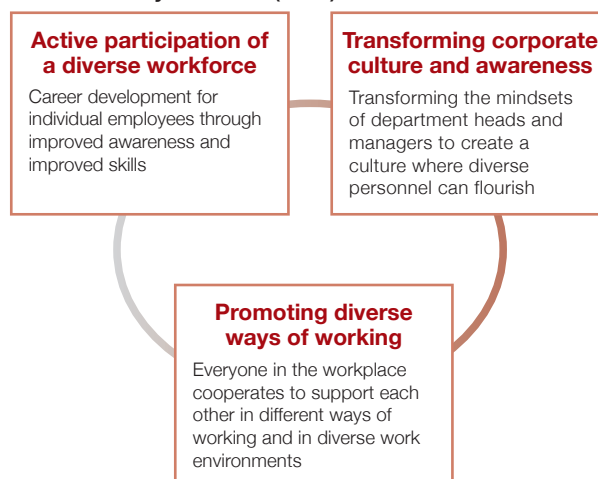 Active participation of
a diverse workforce
Career development for
individual employees through
improved awareness and
improved skills
Transforming corporate
culture and awareness
Transforming the mindsets
of department heads and
managers to create a
culture where diverse
personnel can flourish
Promoting diverse
ways of working
Everyone in the workplace
cooperates to support each
other in different ways of
working and in diverse work
environments